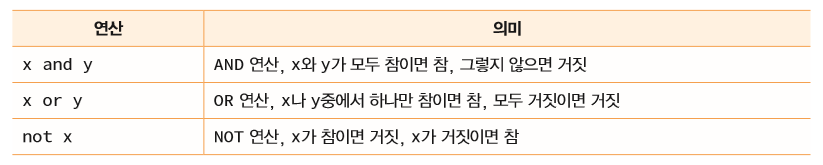 연산 의미
x and y AND 연산, x와 y가 모두 참이면 참, 그렇지 않으면 거짓
x or y OR 연산, x나 y중에서 하나만 참이면 참, 모두 거짓이면 거짓
not x NOT 연산, x가 참이면 거짓, x가 거짓이면 참